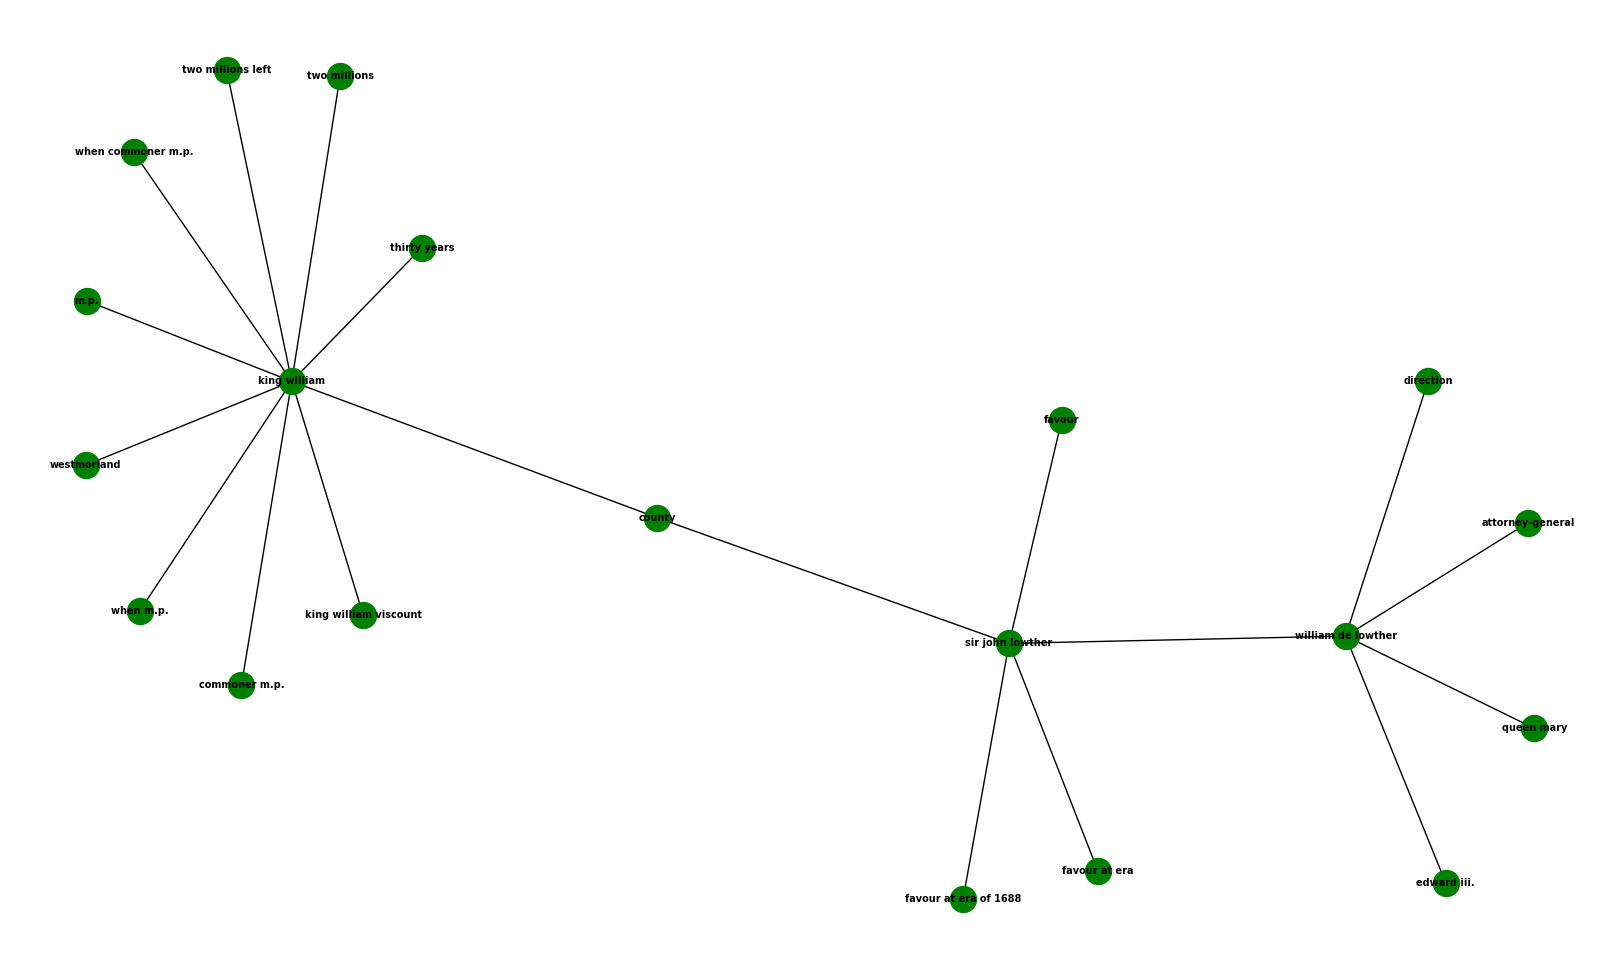 two millions left
two millions
when commoner m.p.
thirty years
m.p.
king william
direction
favour
westmorland
county
attorney-general
when m.p.
king william viscount
sir john lowther
william de lowther
commoner m.p.
queen mary
favour at era
edward iii.
favour at era of 1688